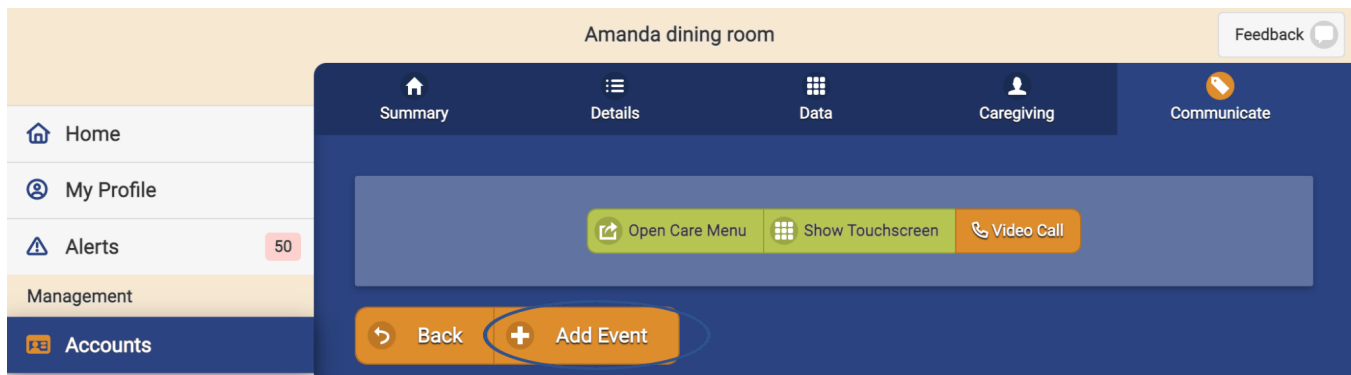 Amanda dining room
Feedback
Summary
Details
Data
Caregiving
Communicate
Home
My Profile
Alerts
50
Management
Accounts
Open Care Menu
Show Touchscreen
Video Call
Back
Add Event